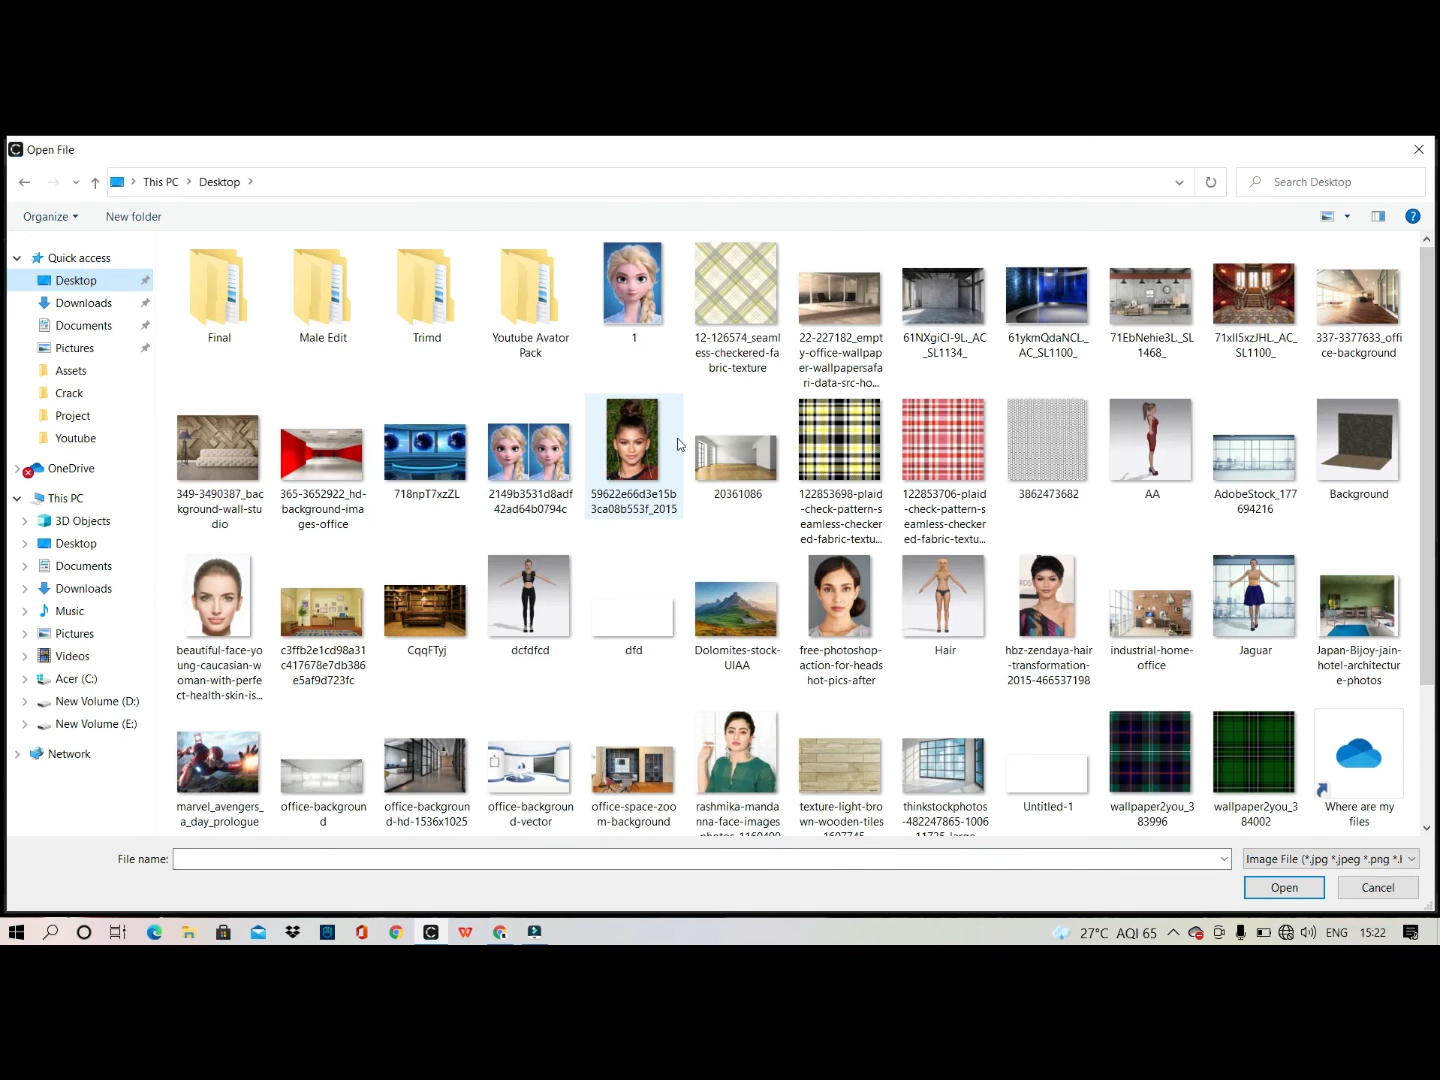 Open File
This PC
Desktop
Search Desktop
Organize
New folder
Quick access
Desktop
Downloads
Documents
Pictures
Assets
Crack
Project
Youtube
OneDrive
This PC
3D Objects
Desktop
Documents
Downloads
Music
Pictures
Videos
Acer (C:)
New Volume (D:)
New Volume (E:)
Network
Final
Male Edit
Trimd
Youtube Avator
Pack
1
12-126574_seaml
ess-checkered-fa
bric-texture
22-227182_empt
y-office-wallpap
er-wallpapersafa
ri-data-src-ho...
61NXgiCI-9L._AC
_SL1134_
61ykmQdaNCL._
AC_SL1100_
71EbNehie3L_SL
1468_
71xIl5xzJHL._AC_
SL1100_
337-3377633_offi
ce-background
349-3490387_bac
kground-wall-stu
dio
365-3652922_hd-
background-ima
ges-office
718npT7xzZL
2149b3531d8adf
42ad64b0794c
59622e66d3e15b
3ca08b553f_2015
20361086
122853698-plaid
-check-pattern-s
eamless-checker
ed-fabric-textu...
122853706-plaid
-check-pattern-s
eamless-checker
ed-fabric-textu...
3862473682
AA
AdobeStock_177
694216
Background
beautiful-face-yo
ung-caucasian-w
oman-with-perfe
ct-health-skin-is...
c3ffb2e1cd98a31
c417678e7db386
e5af9d723fc
CqqFTyj
dcfdfcd
dfd
Dolomites-stock-
UIAA
free-photoshop-
action-for-heads
hot-pics-after
Hair
hbz-zendaya-hair
-transformation-
2015-466537198
industrial-home-
office
Jaguar
Japan-Bijoy-jain-
hotel-architectur
e-photos
marvel_avengers_
a_day_prologue
office-backgroun
d
office-backgroun
d-hd-1536x1025
office-backgroun
d-vector
office-space-zoo
m-background
rashmika-manda
nna-face-images
texture-light-bro
wn-wooden-tiles
thinkstockphotos
-482247865-1006
Untitled-1
wallpaper2you_3
83996
wallpaper2you_3
84002
Where are my
files
File name:
Image File (*.jpg *.jpeg *.png *.l
Open
Cancel
27°C AQI 65
ENG
15:22